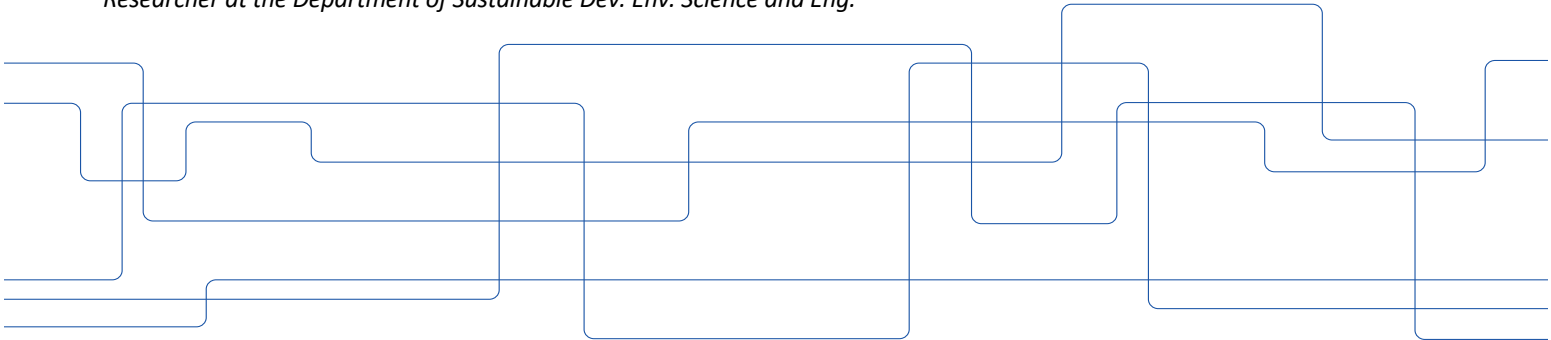 Researcher at the Department of Sustainable Dev. Env. Science and Eng.